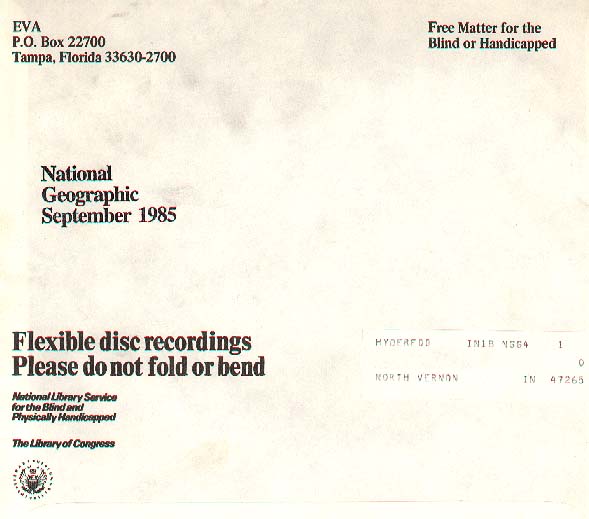 EVA
P.O. Box 22700
Tampa, Florida 33630-2700
Free Matter for the
Blind or Handicapped
National
Geographic
September 1985
Flexible disc recordings
Please do not fold or bend
National Library Service
for the Blind and
Physically Handicapped
The Library of Congress
IN1B 1
0
NORTH VERNON IN 47265